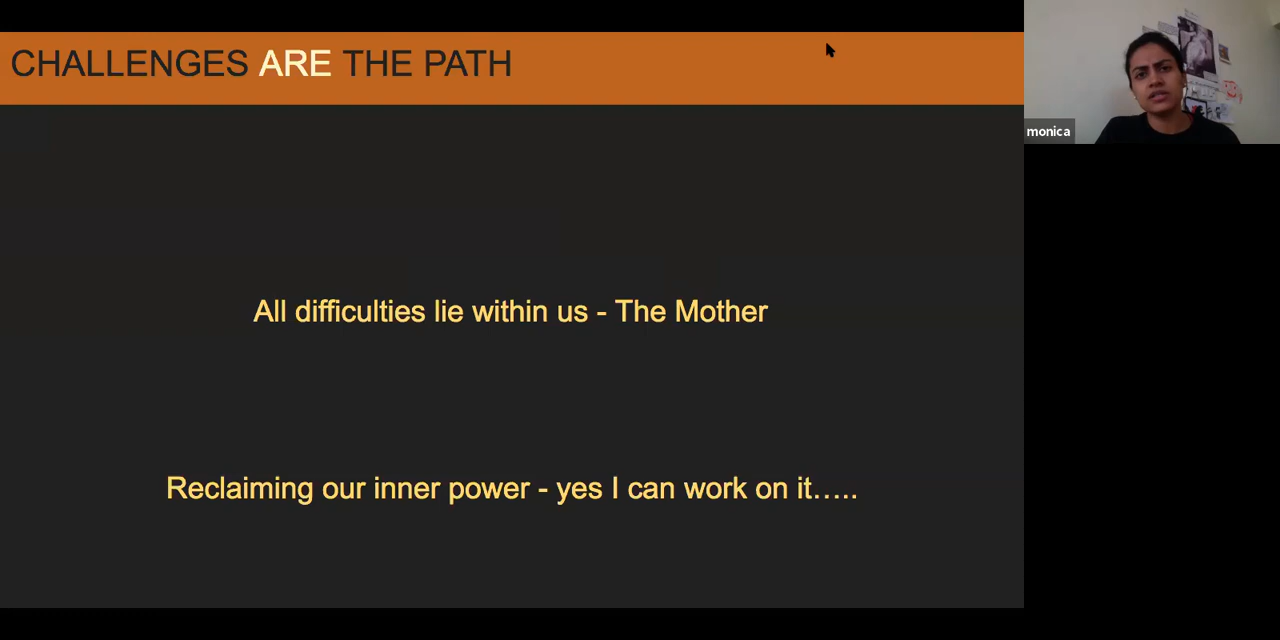 CHALLENGES ARE THE PATH
monica
All difficulties lie within us - The Mother
Reclaiming our inner power - yes I can work on it.....